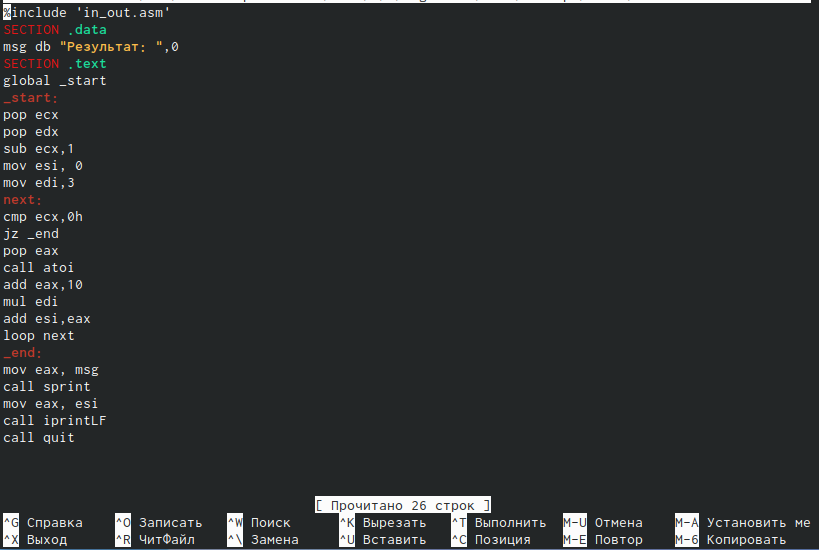 %include 'in_out.asm'
SECTION .data
msg db "Результат: ",0
SECTION .text
global _start
_start:
pop ecx
pop edx
sub ecx,1
mov esi, 0
mov edi,3
next:
cmp ecx,0h
jz _end
pop eax
call atoi
add eax,10
mul edi
add esi,eax
loop next
_end:
mov eax, msg
call sprint
mov eax, esi
call iprintLF
call quit
[ Прочитано 26 строк ]
^G Справка ^O Записать ^W Поиск ^K Вырезать ^T Выполнить M-U Отмена M-A Установить ме
^X Выход ^R ЧитФайл ^\ Замена ^U Вставить ^C Позиция M-E Повтор M-6 Копировать